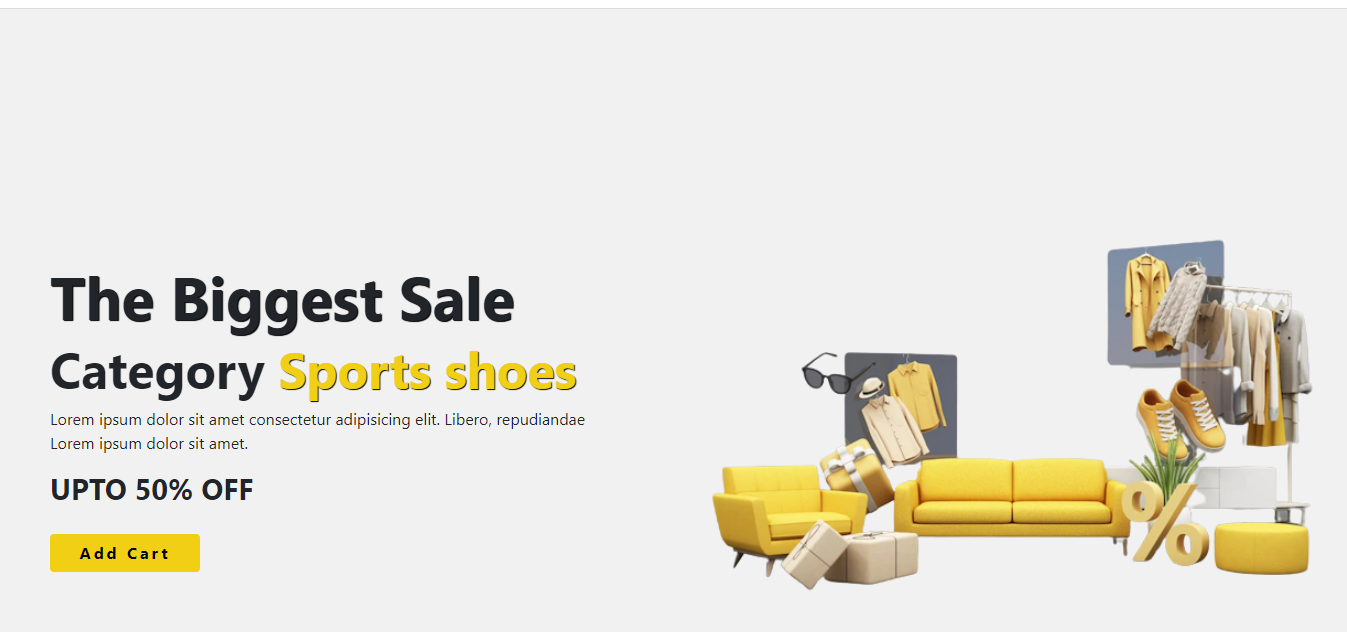 The Biggest Sale
Category Sports shoes
Lorem ipsum dolor sit amet consectetur adipisicing elit. Libero, repudiandae
Lorem ipsum dolor sit amet.
UPTO 50% OFF
Add Cart
%